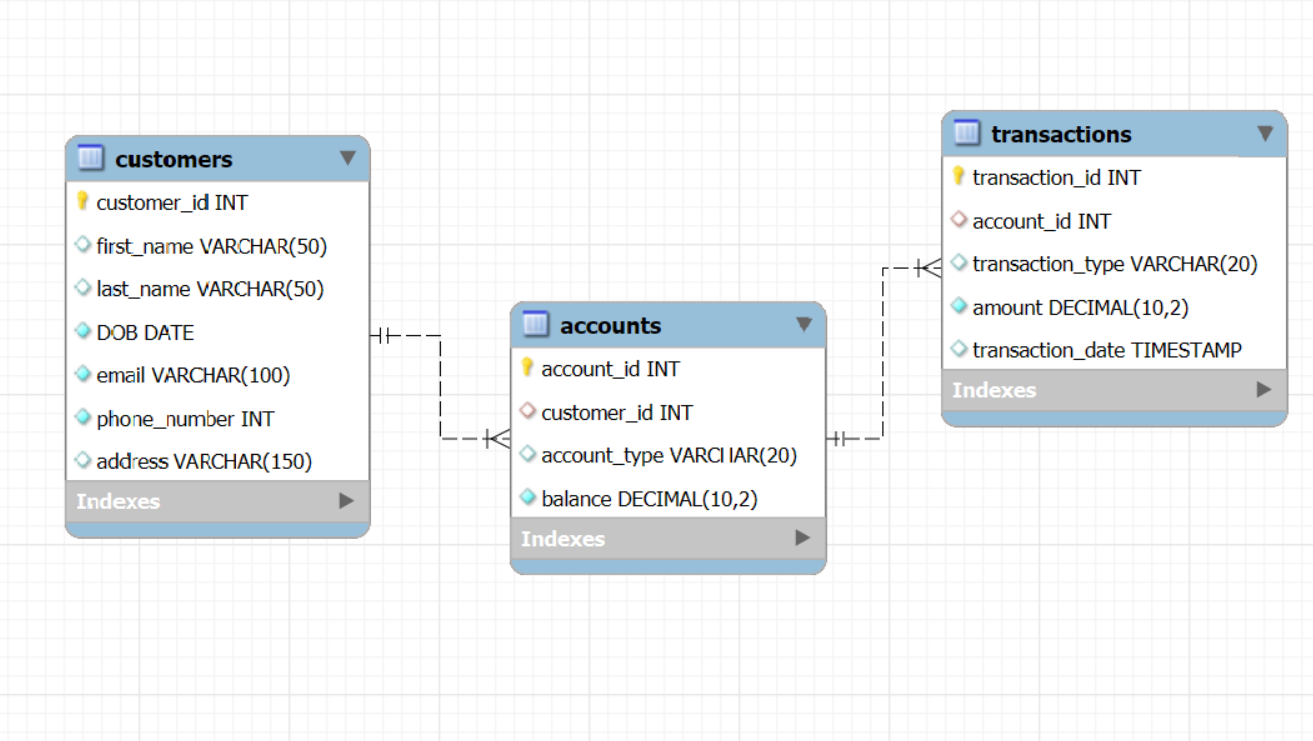 customers
customer_id INT
first_name VARCHAR(50)
last_name VARCHAR(50)
DOB DATE
email VARCHAR(100)
phone_number INT
address VARCHAR(150)
Indexes
accounts
account_id INT
customer_id INT
account_type VARCHAR(20)
balance DECIMAL(10,2)
Indexes
transactions
transaction_id INT
account_id INT
transaction_type VARCHAR(20)
amount DECIMAL(10,2)
transaction_date TIMESTAMP
Indexes